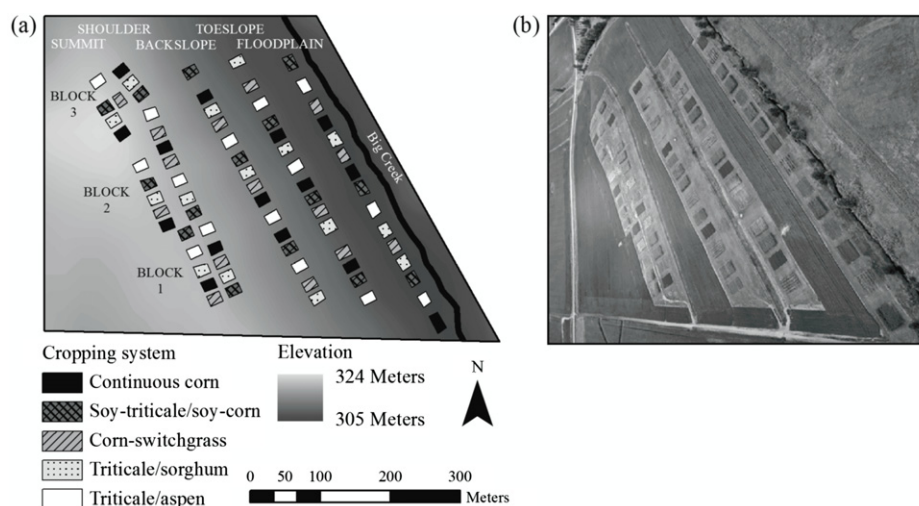 (a)
SHOULDER
SUMMIT
TOESLOPE
BACKSLOPE
FLOODPLAIN
BLOCK
3
BLOCK
2
BLOCK
1
Big Creek
(b)
Cropping system
Continuous corn
Soy-triticale/soy-corn
Corn-switchgrass
Triticale/sorghum
Triticale/aspen
Elevation
324 Meters
305 Meters
N
0 50 100 200 300
Meters